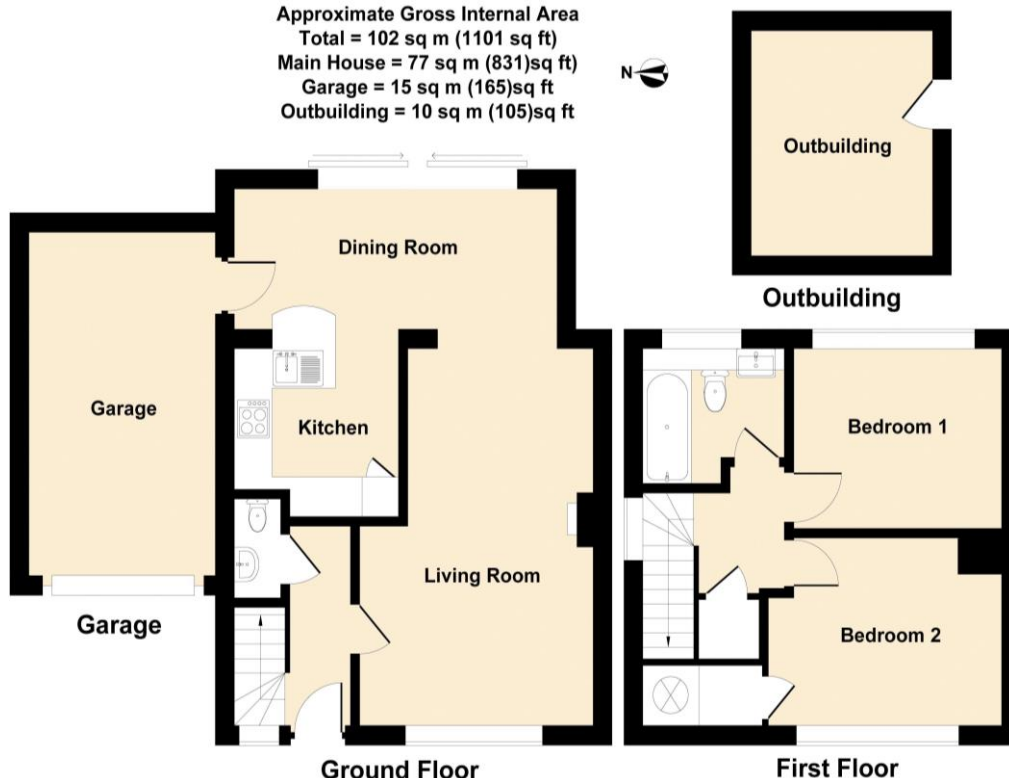 Approximate Gross Internal Area
Total = 102 sq m (1101 sq ft)
Main House = 77 sq m (831)sq ft)
Garage = 15 sq m (165)sq ft
Outbuilding = 10 sq m (105)sq ft
N
Outbuilding
Outbuilding
Dining Room
Garage
Kitchen
Living Room
Garage
Ground Floor
Bedroom 1
Bedroom 2
First Floor